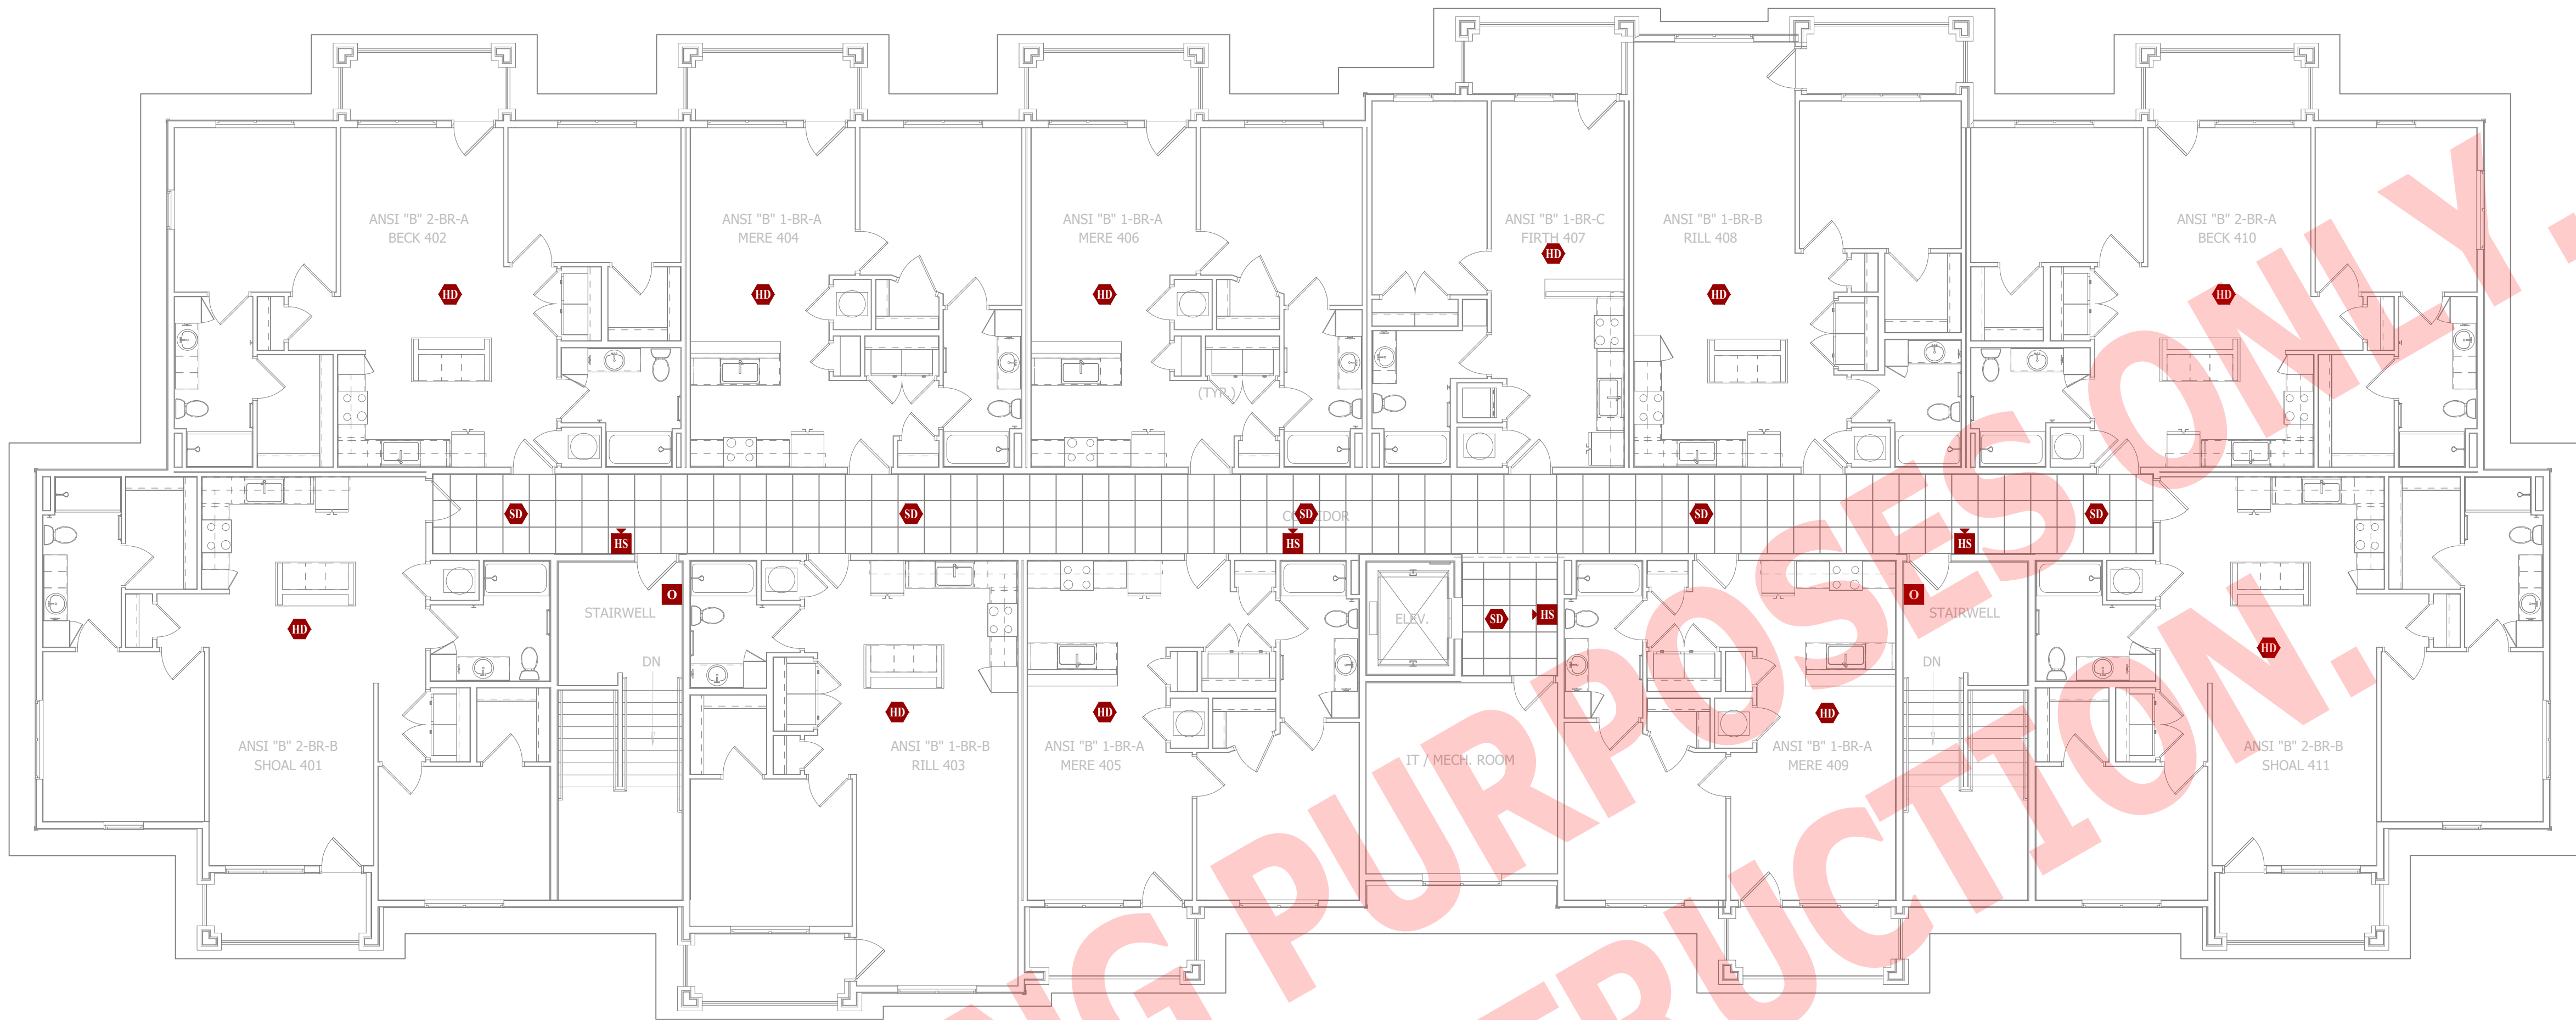 ANSI "B" 2-BR-A
BECK 402
HD
ANSI "B" 1-BR-A
MERE 404
HD
ANSI "B" 1-BR-A
MERE 406
HD
(TYP.)
ANSI "B" 1-BR-C
FIRTH 407
HD
ANSI "B" 1-BR-B
RILL 408
HD
ANSI "B" 2-BR-A
BECK 410
HD
SD
SD
SD
SD
SD
CORRIDOR
HS
HS
HS
HD
ANSI "B" 2-BR-B
SHOAL 401
O
STAIRWELL
DN
HD
ANSI "B" 1-BR-B
RILL 403
HD
ANSI "B" 1-BR-A
MERE 405
ELEV.
SD
HS
IT / MECH. ROOM
HD
ANSI "B" 1-BR-A
MERE 409
O
STAIRWELL
DN
HD
ANSI "B" 2-BR-B
SHOAL 411
NG PURPOSES ONLY.
TRUCTION.